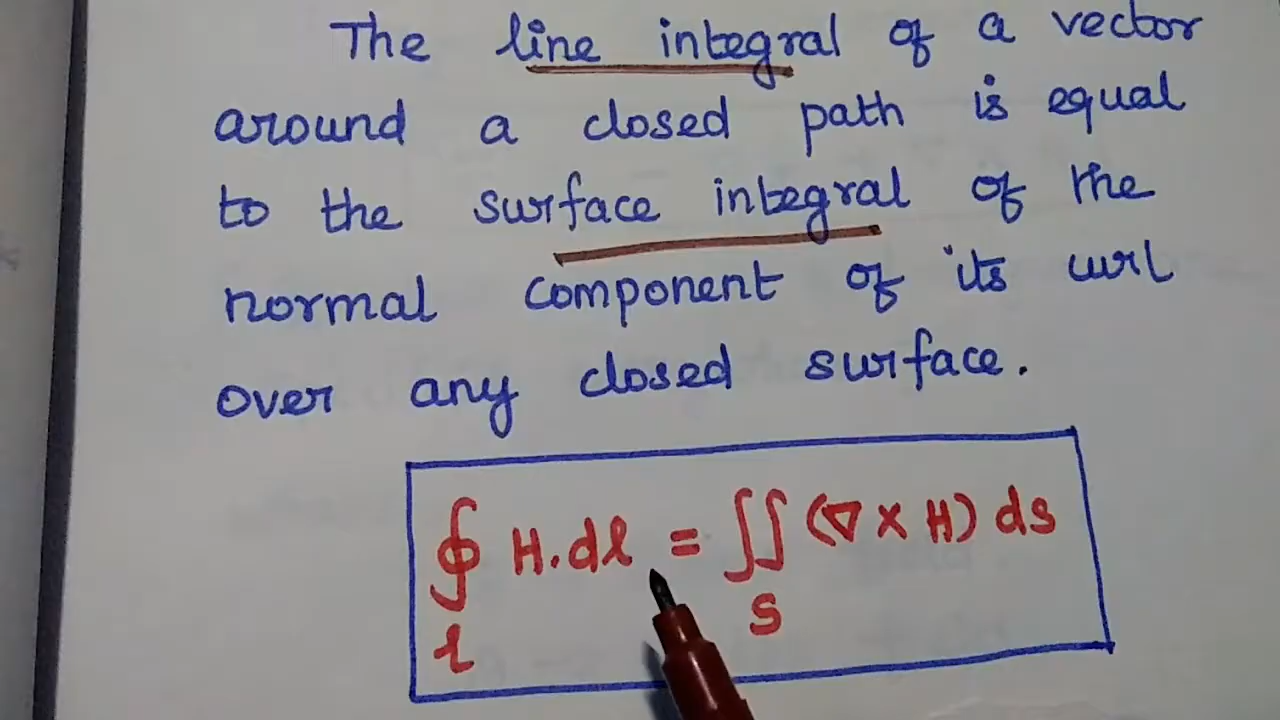 The line integral of a vector
around a closed path is equal
to the surface integral of the
normal component of its curl
over any closed surface.
∮ H.dl = ∬ (∇ × H) ds
l S